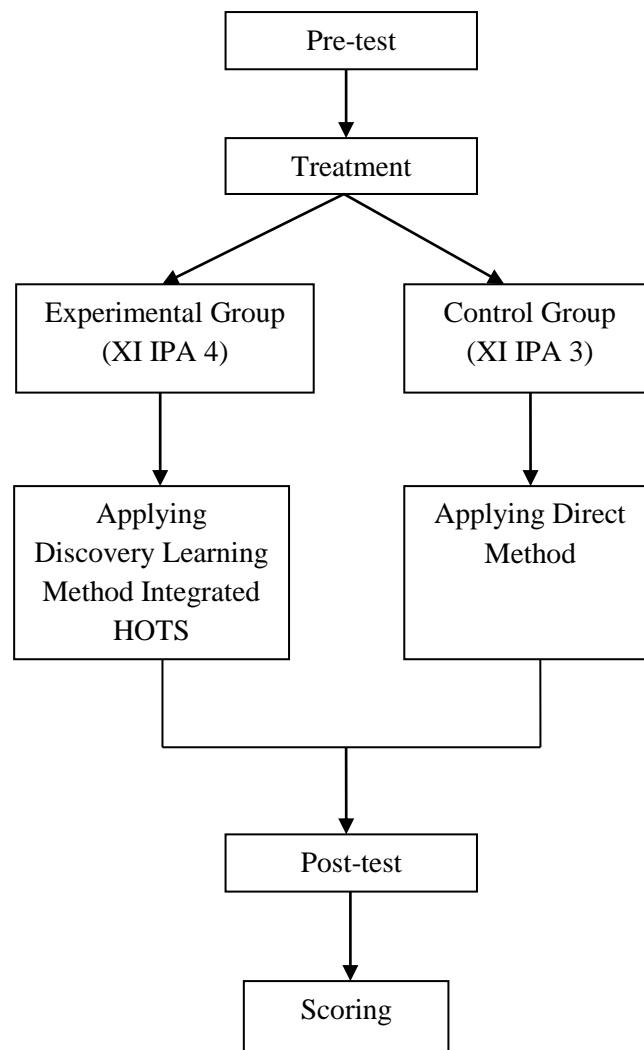 Pre-test
Treatment
Experimental Group
(XI IPA 4)
Control Group
(XI IPA 3)
Applying
Discovery Learning
Method Integrated
HOTS
Applying Direct
Method
Post-test
Scoring